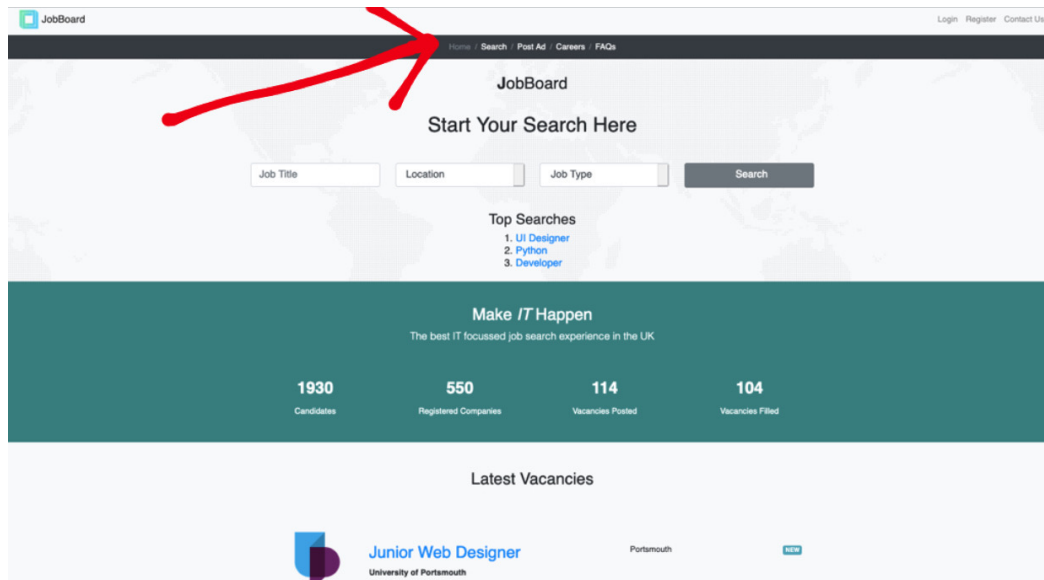 JobBoard
Login Register Contact Us
Home / Search / Post Ad / Careers / FAQs
JobBoard
Start Your Search Here
Job Title Location Job Type Search
Top Searches
1. UI Designer
2. Python
3. Developer
Make IT Happen
The best IT focussed job search experience in the UK
1930 550 114 104
Candidates Registered Companies Vacancies Posted Vacancies Filled
Latest Vacancies
Junior Web Designer Portsmouth NEW
University of Portsmouth